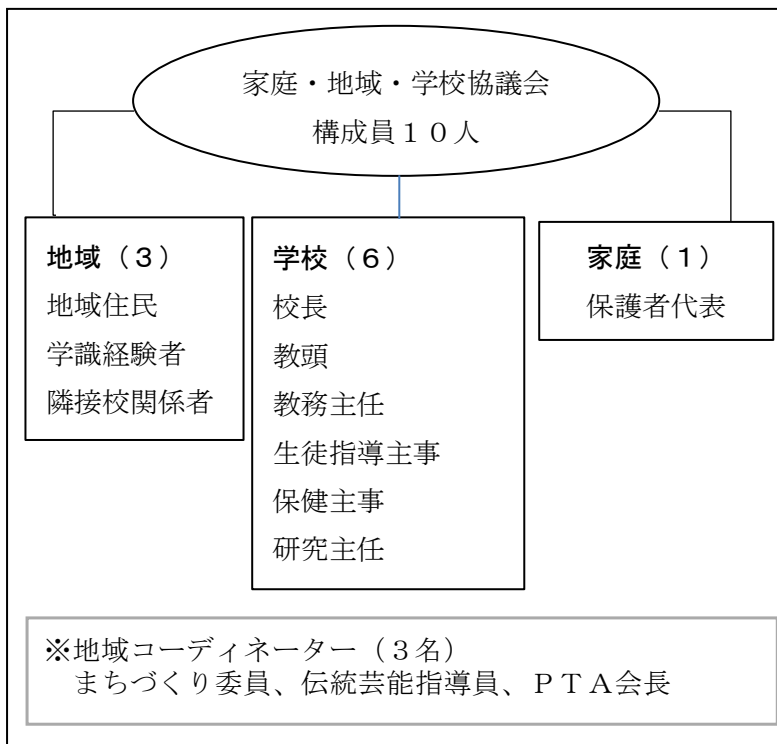 家庭・地域・学校協議会
構成員１０人
地域（３）
地域住民
学識経験者
隣接校関係者
学校（６）
校長
教頭
教務主任
生徒指導主事
保健主事
研究主任
家庭（１）
保護者代表
※地域コーディネーター（３名）
まちづくり委員、伝統芸能指導員、ＰＴＡ会長